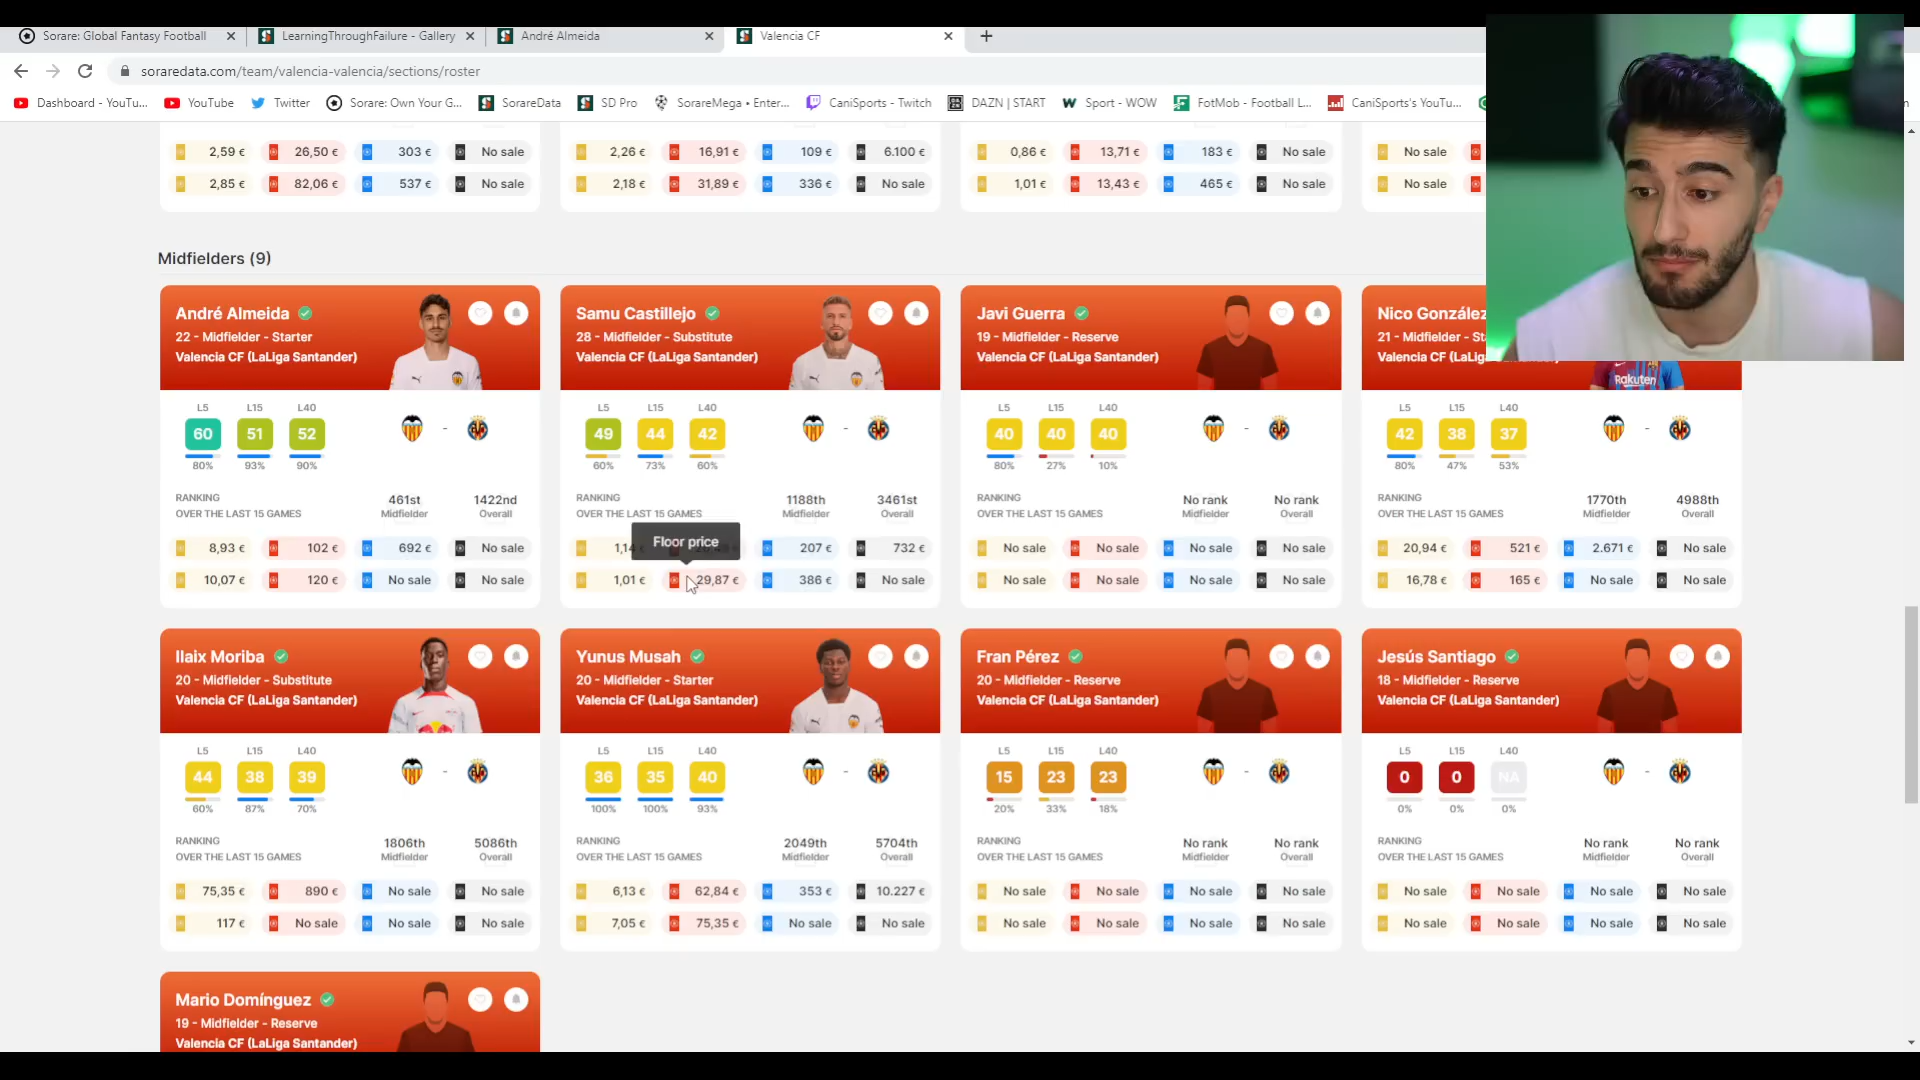 Sorare: Global Fantasy Football
LearningThroughFailure - Gallery
André Almeida
Valencia CF
soraredata.com/team/valencia-valencia/sections/roster
Dashboard - YouTu...
YouTube
Twitter
Sorare: Own Your G...
SorareData
SD Pro
SorareMega • Enter...
CaniSports - Twitch
DAZN | START
Sport - WOW
FotMob - Football L...
CaniSports's YouTu...
2,59 € 26,50 € 303 € No sale
2,85 € 82,06 € 537 € No sale
2,26 € 16,91 € 109 € 6.100 €
2,18 € 31,89 € 336 € No sale
0,86 € 13,71 € 183 € No sale
1,01 € 13,43 € 465 € No sale
No sale
No sale
Midfielders (9)
André Almeida
22 - Midfielder - Starter
Valencia CF (LaLiga Santander)
L5 L15 L40
60 51 52
80% 93% 90%
RANKING
OVER THE LAST 15 GAMES
461st 1422nd
Midfielder Overall
8,93 € 102 € 692 € No sale
10,07 € 120 € No sale No sale
Samu Castillejo
28 - Midfielder - Substitute
Valencia CF (LaLiga Santander)
L5 L15 L40
49 44 42
60% 73% 60%
RANKING
OVER THE LAST 15 GAMES
1188th 3461st
Midfielder Overall
Floor price
207 € 732 €
1,01 € 29,87 € 386 € No sale
Javi Guerra
19 - Midfielder - Reserve
Valencia CF (LaLiga Santander)
L5 L15 L40
40 40 40
80% 27% 10%
RANKING
OVER THE LAST 15 GAMES
No rank No rank
Midfielder Overall
No sale No sale No sale No sale
No sale No sale No sale No sale
Nico González
21 - Midfielder -
Valencia CF (LaLiga
Rakuten
L5 L15 L40
42 38 37
80% 47% 53%
RANKING
OVER THE LAST 15 GAMES
1770th 4988th
Midfielder Overall
20,94 € 521 € 2.671 € No sale
16,78 € 165 € No sale No sale
Ilaix Moriba
20 - Midfielder - Substitute
Valencia CF (LaLiga Santander)
L5 L15 L40
44 38 39
60% 87% 70%
RANKING
OVER THE LAST 15 GAMES
1806th 5086th
Midfielder Overall
75,35 € 890 € No sale No sale
117 € No sale No sale No sale
Yunus Musah
20 - Midfielder - Starter
Valencia CF (LaLiga Santander)
L5 L15 L40
36 35 40
100% 100% 93%
RANKING
OVER THE LAST 15 GAMES
2049th 5704th
Midfielder Overall
6,13 € 62,84 € 353 € 10.227 €
7,05 € 75,35 € No sale No sale
Fran Pérez
20 - Midfielder - Reserve
Valencia CF (LaLiga Santander)
L5 L15 L40
15 23 23
20% 33% 18%
RANKING
OVER THE LAST 15 GAMES
No rank No rank
Midfielder Overall
No sale No sale No sale No sale
No sale No sale No sale No sale
Jesús Santiago
18 - Midfielder - Reserve
Valencia CF (LaLiga Santander)
L5 L15 L40
0 0 NA
0% 0% 0%
RANKING
OVER THE LAST 15 GAMES
No rank No rank
Midfielder Overall
No sale No sale No sale No sale
No sale No sale No sale No sale
Mario Domínguez
19 - Midfielder - Reserve
Valencia CF (LaLiga Santander)